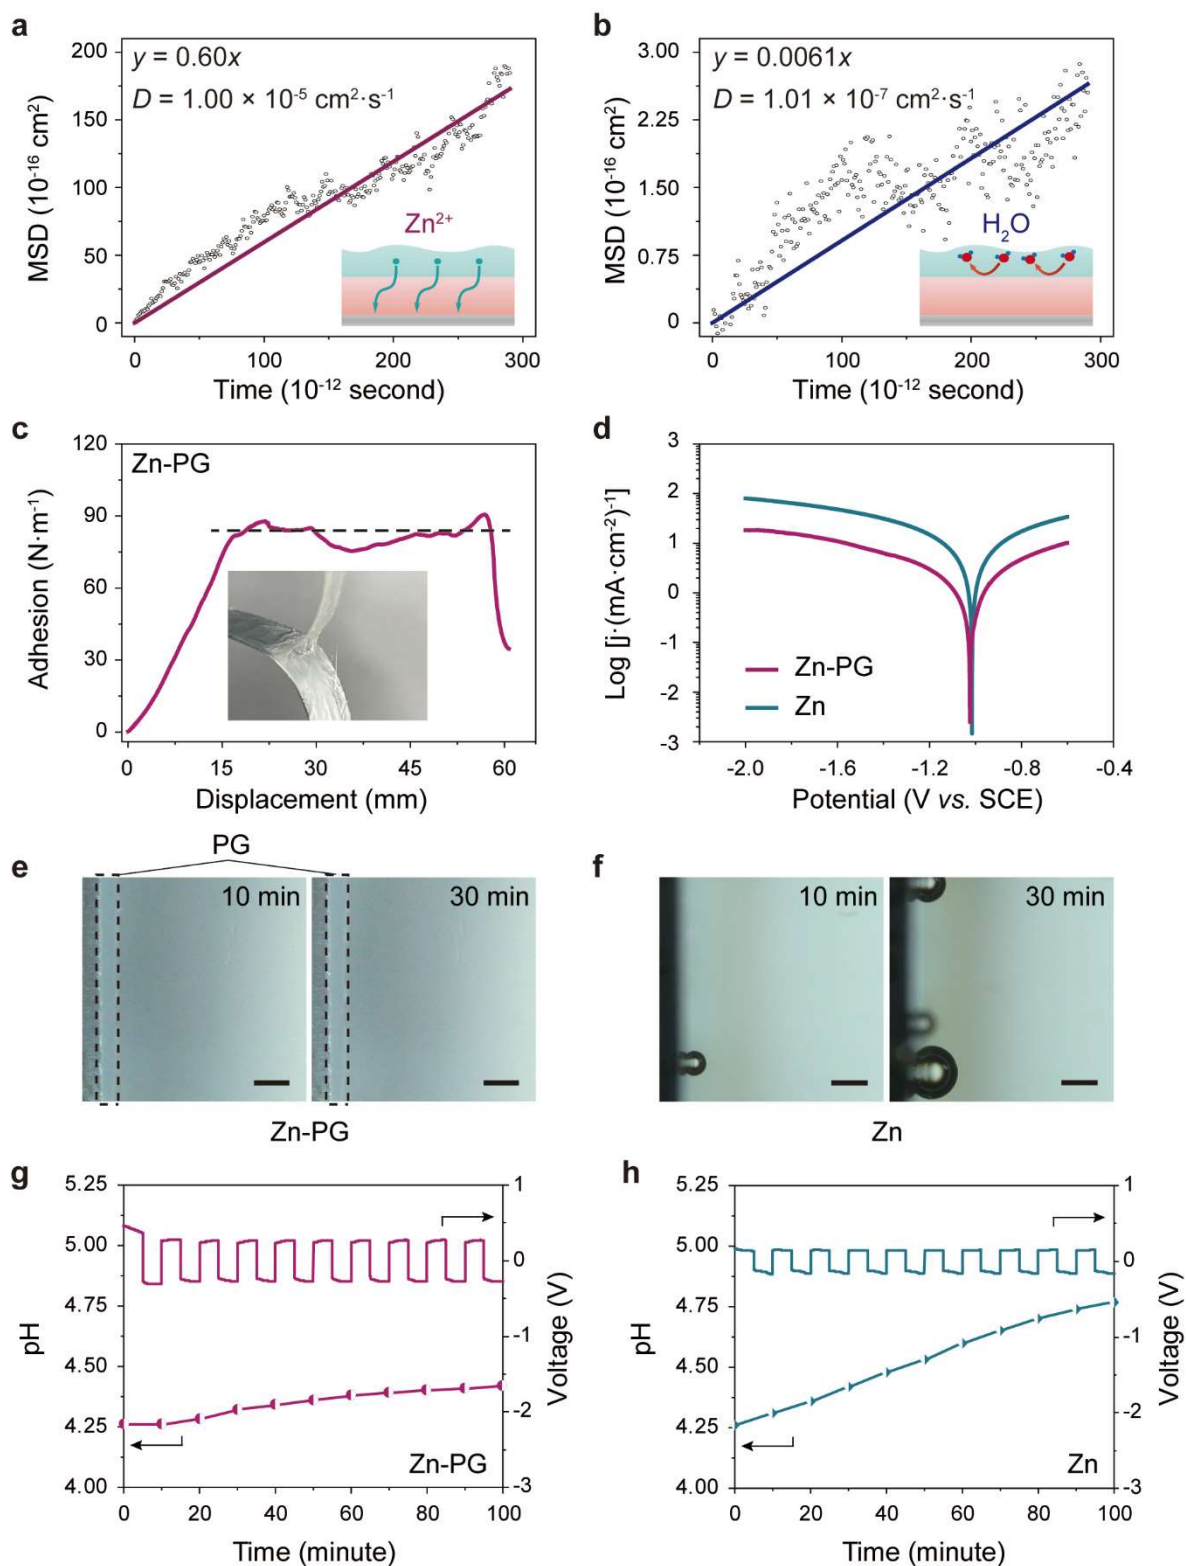 a
y = 0.60x
D = 1.00 × 10⁻⁵ cm²·s⁻¹
200
150
100
50
0
MSD (10⁻¹⁶ cm²)
Zn²⁺
0 100 200 300
Time (10⁻¹² second)
b
y = 0.0061x
D = 1.01 × 10⁻⁷ cm²·s⁻¹
3.00
2.25
1.50
0.75
0
MSD (10⁻¹⁶ cm²)
H₂O
0 100 200 300
Time (10⁻¹² second)
c
Zn-PG
120
90
60
30
0
Adhesion (N·m⁻¹)
0 15 30 45 60
Displacement (mm)
d
3
2
1
0
-1
-2
-3
Log [j·(mA·cm⁻²)⁻¹]
Zn-PG
Zn
-2.0 -1.6 -1.2 -0.8 -0.4
Potential (V vs. SCE)
e
PG
10 min
30 min
Zn-PG
f
10 min
30 min
Zn
g
5.25
5.00
4.75
4.50
4.25
4.00
pH
1
0
-1
-2
-3
Voltage (V)
Zn-PG
0 20 40 60 80 100
Time (minute)
h
5.25
5.00
4.75
4.50
4.25
4.00
pH
1
0
-1
-2
-3
Voltage (V)
Zn
0 20 40 60 80 100
Time (minute)